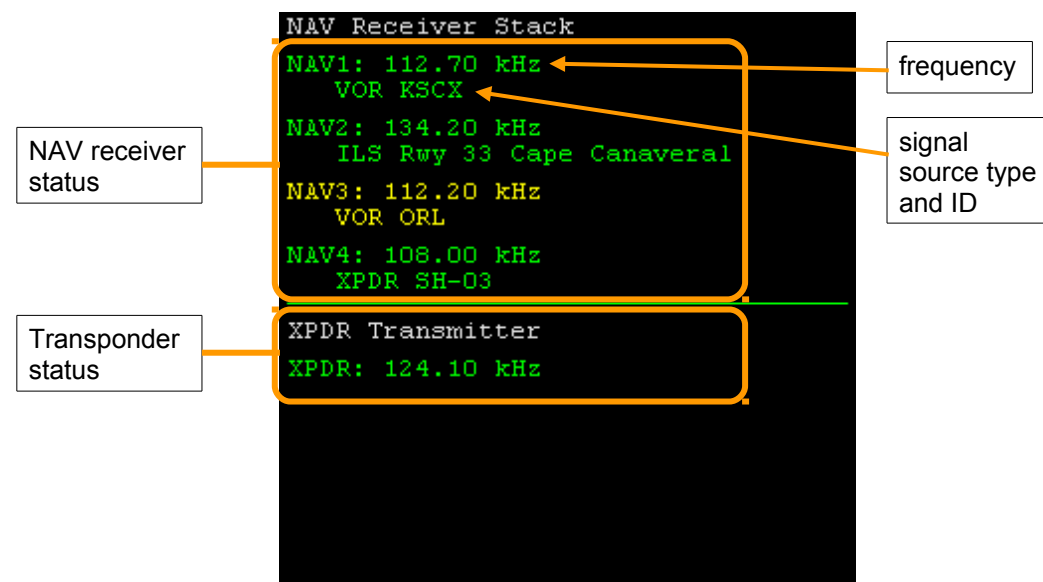 NAV Receiver Stack
NAV1: 112.70 kHz
VOR KSCX
NAV2: 134.20 kHz
ILS Rwy 33 Cape Canaveral
NAV3: 112.20 kHz
VOR ORL
NAV4: 108.00 kHz
XPDR SH-03
XPDR Transmitter
XPDR: 124.10 kHz
NAV receiver
status
Transponder
status
frequency
signal
source type
and ID